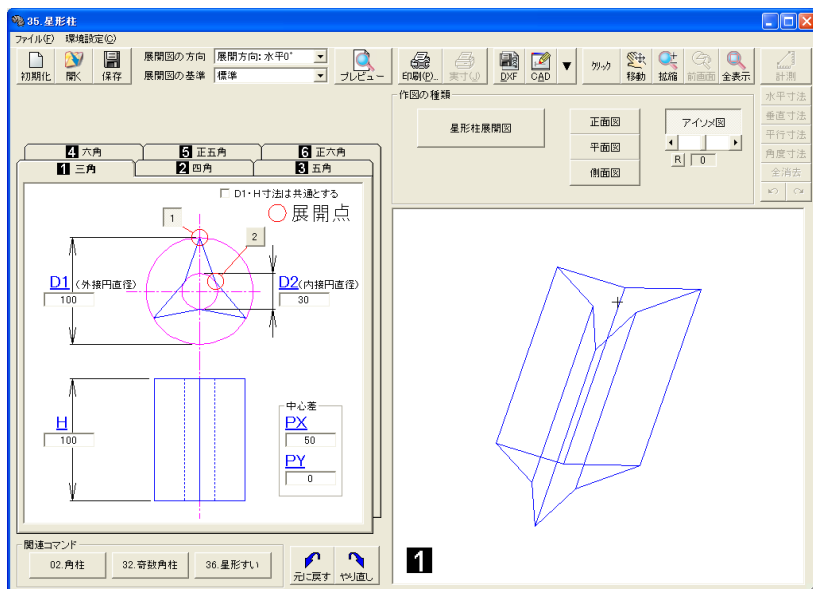 35.星形柱
ファイル(F) 環境設定(C)
初期化 開く 保存
展開図の方向 展開方向:水平0°
展開図の基準 標準
プレビュー 印刷(P)... 実寸(J) DXF CAD ▼ クリック 移動 拡縮 前画面 全表示 計測
作図の種類
星形柱展開図
正面図
平面図
側面図
アイソメ図
R 0
水平寸法
垂直寸法
平行寸法
角度寸法
全消去
4 六角 5 正五角 6 正六角
1 三角 2 四角 3 五角
D1・H寸法は共通とする
展開点
1
2
D1 (外接円直径)
100
D2(内接円直径)
30
H
100
中心差
PX
50
PY
0
関連コマンド
02.角柱 32.奇数角柱 36.星形すい
元に戻す やり直し
1